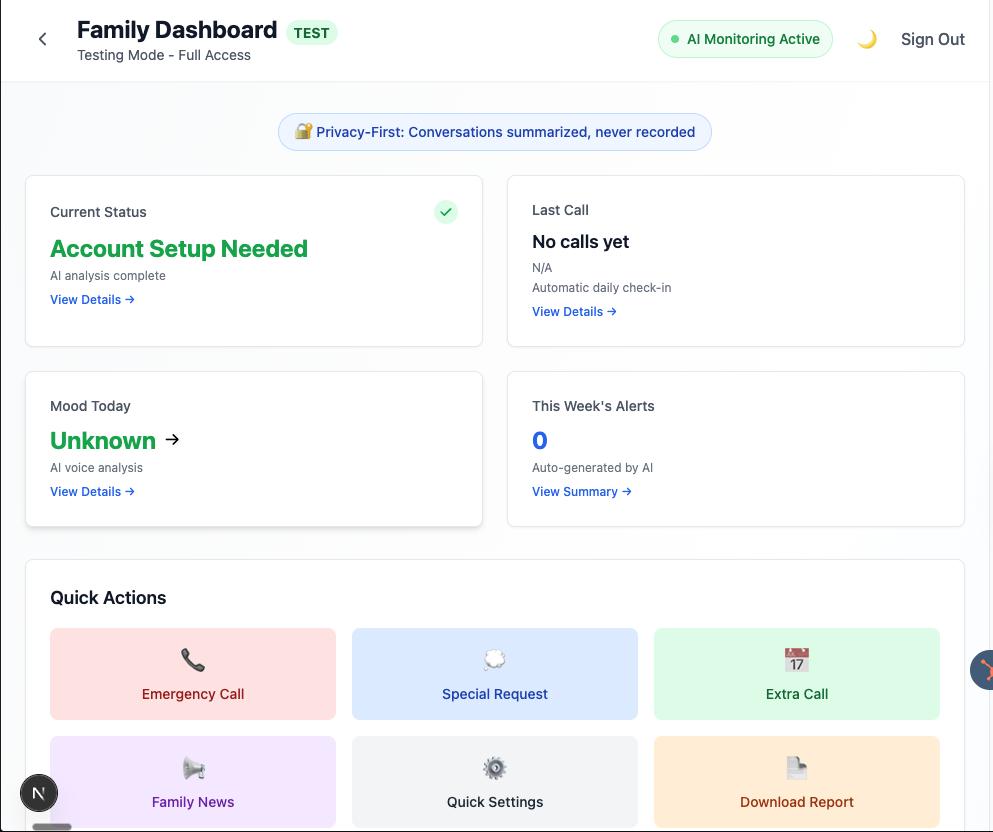 Family Dashboard TEST
Testing Mode - Full Access
AI Monitoring Active
Sign Out
Privacy-First: Conversations summarized, never recorded
Current Status
Account Setup Needed
AI analysis complete
View Details →
Last Call
No calls yet
N/A
Automatic daily check-in
View Details →
Mood Today
Unknown →
AI voice analysis
View Details →
This Week's Alerts
0
Auto-generated by AI
View Summary →
Quick Actions
Emergency Call
Special Request
17
Extra Call
Family News
Quick Settings
Download Report
N